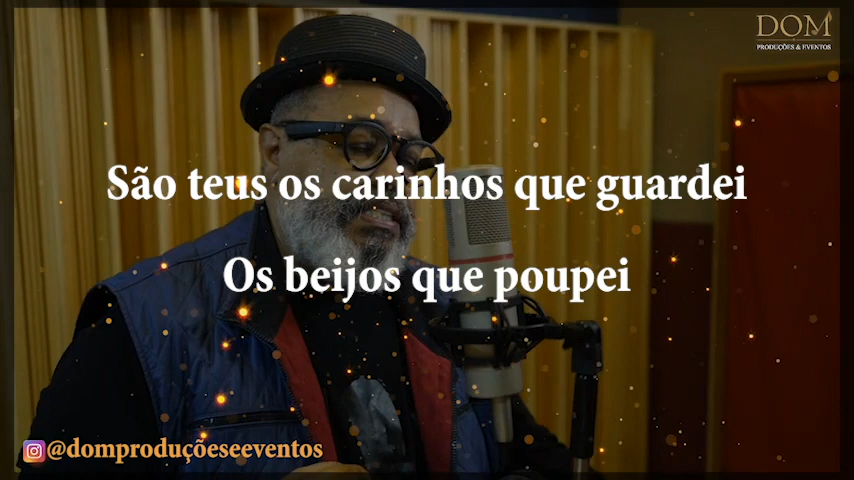 DOM
PRODUÇÕES & EVENTOS
São teus os carinhos que guardei
Os beijos que poupei
@domproduçõeseeventos